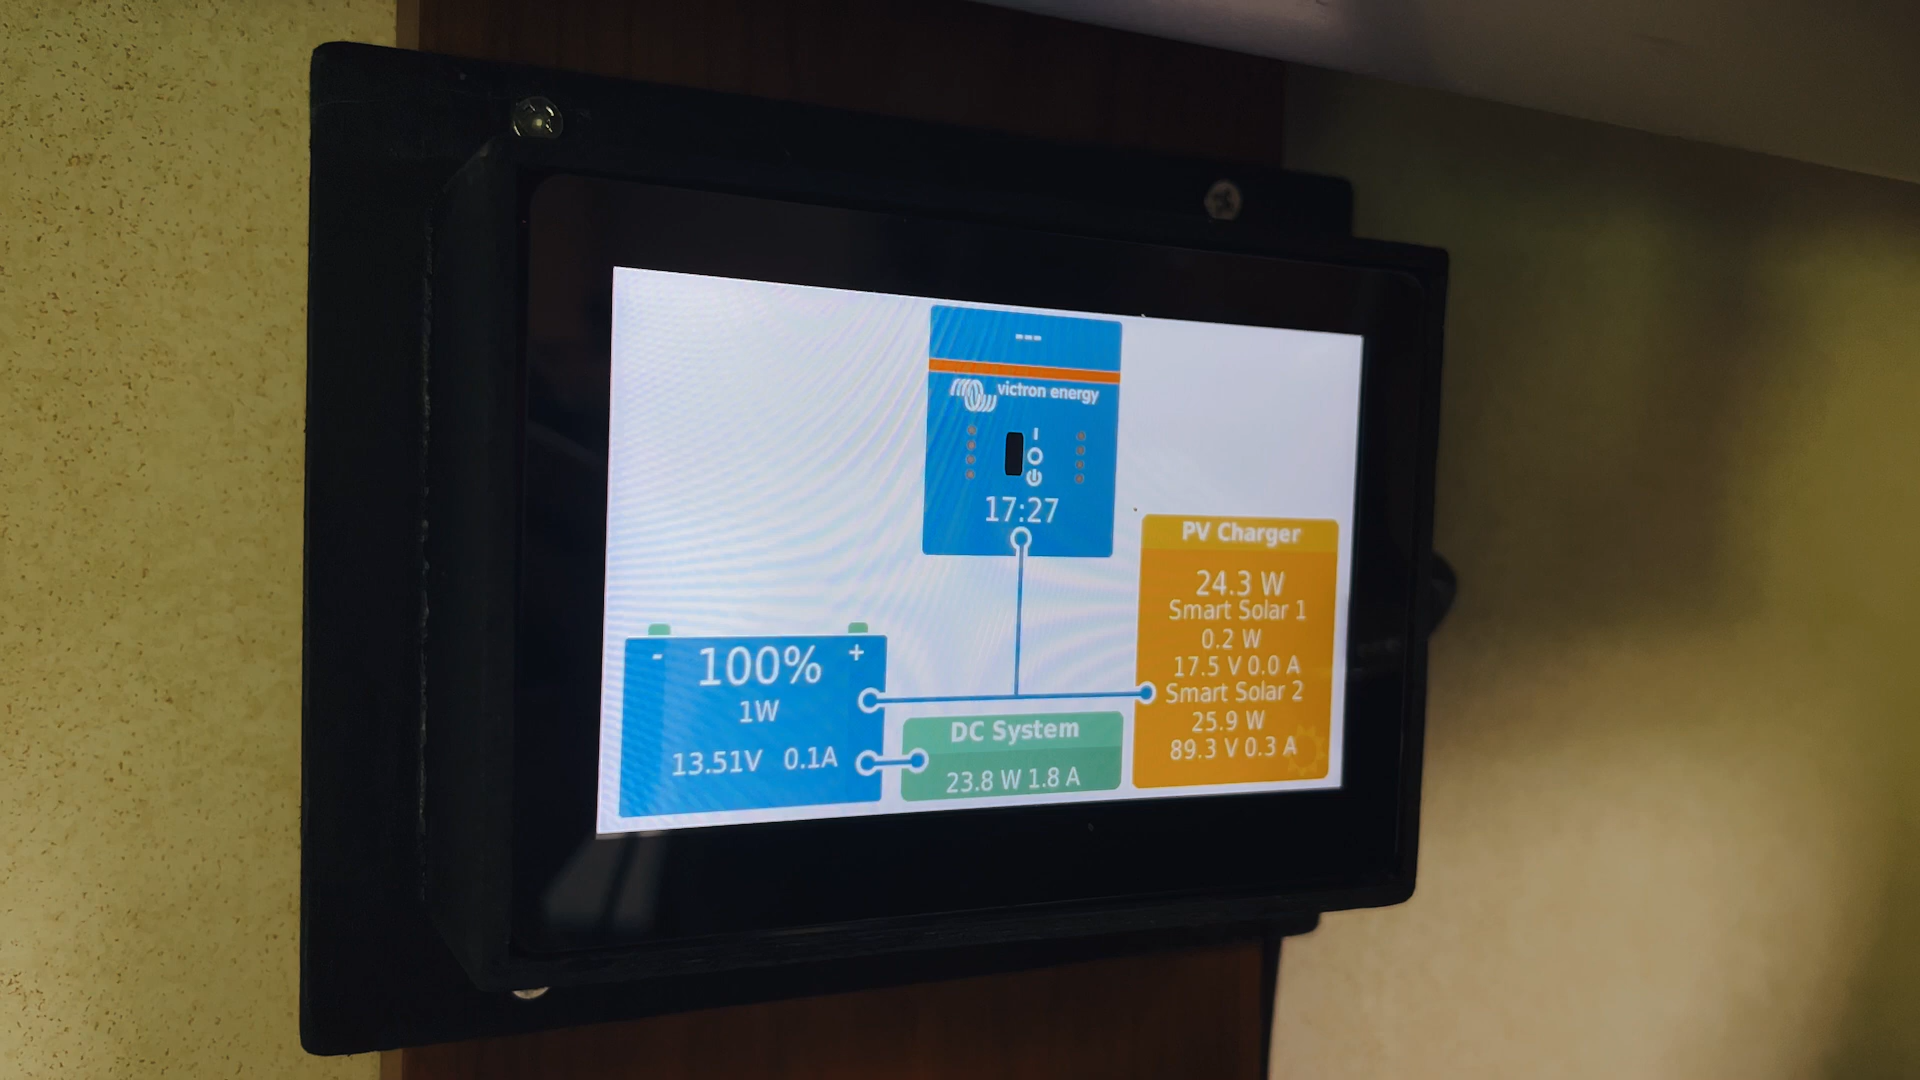 ---
victron energy
17:27
PV Charger
24.3 W
Smart Solar 1
0.2 W
17.5 V 0.0 A
Smart Solar 2
25.9 W
89.3 V 0.3 A
- 100% +
1W
13.51V 0.1A
DC System
23.8 W 1.8 A